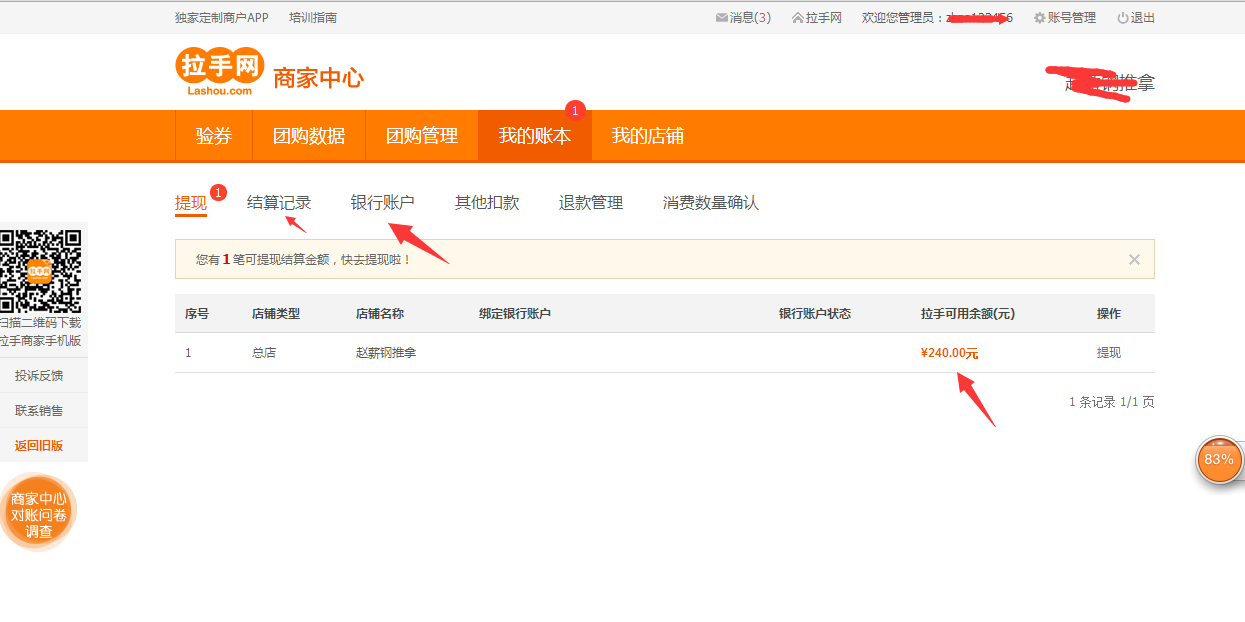 独家定制商户APP 培训指南 消息(3) 拉手网 欢迎您管理员： 账号管理 退出
拉手网
Lashou.com
商家中心
推拿
1
验券 团购数据 团购管理 我的账本 我的店铺
提现 1 结算记录 银行账户 其他扣款 退款管理 消费数量确认
您有 1 笔可提现结算金额，快去提现啦！
序号 店铺类型 店铺名称 绑定银行账户 银行账户状态 拉手可用余额(元) 操作
1 总店 赵薪钢推拿 ¥240.00元 提现
1 条记录 1/1 页
拉手网
扫描二维码下载
拉手商家手机版
投诉反馈
联系销售
返回旧版
83%
商家中心
对账问卷
调查